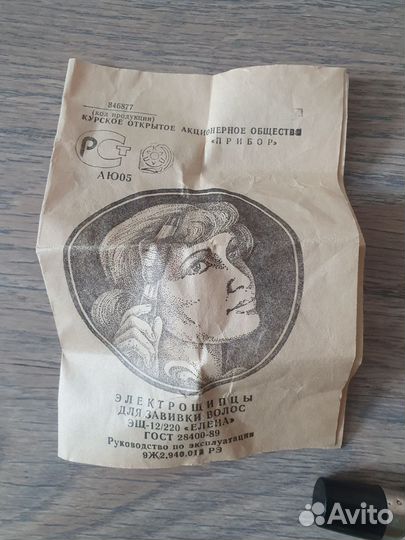 846877
(код продукции)
КУРСКОЕ ОТКРЫТОЕ АКЦИОНЕРНОЕ ОБЩЕСТВО
«ПРИБОР»
РСТ
АЮ05
ЭЛЕКТРОЩИПЦЫ
ДЛЯ ЗАВИВКИ ВОЛОС
ЭЩ-12/220 «ЕЛЕНА»
ГОСТ 28400-89
Руководство по эксплуатации
9Ж2.940.012 РЭ
Avito